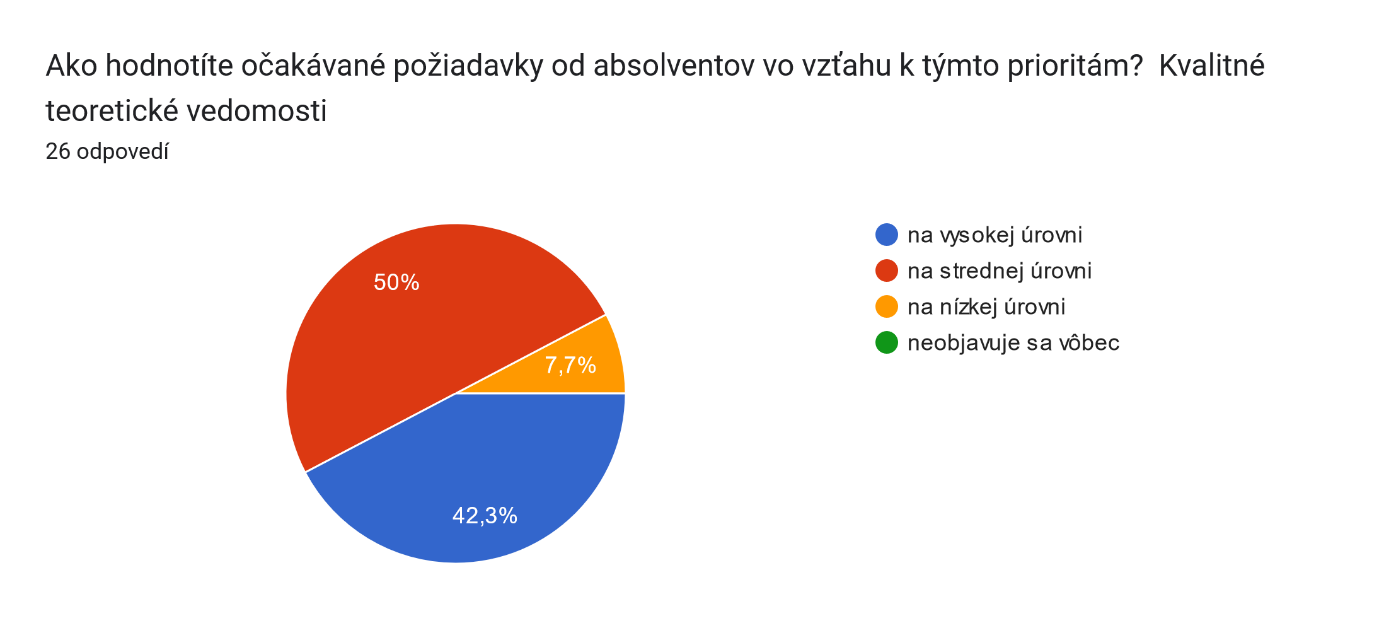 Ako hodnotíte očakávané požiadavky od absolventov vo vzťahu k týmto prioritám?  Kvalitné
teoretické vedomosti
26 odpovedí
50%
7,7%
42,3%
na vysokej úrovni
na strednej úrovni
na nízkej úrovni
neobjavuje sa vôbec